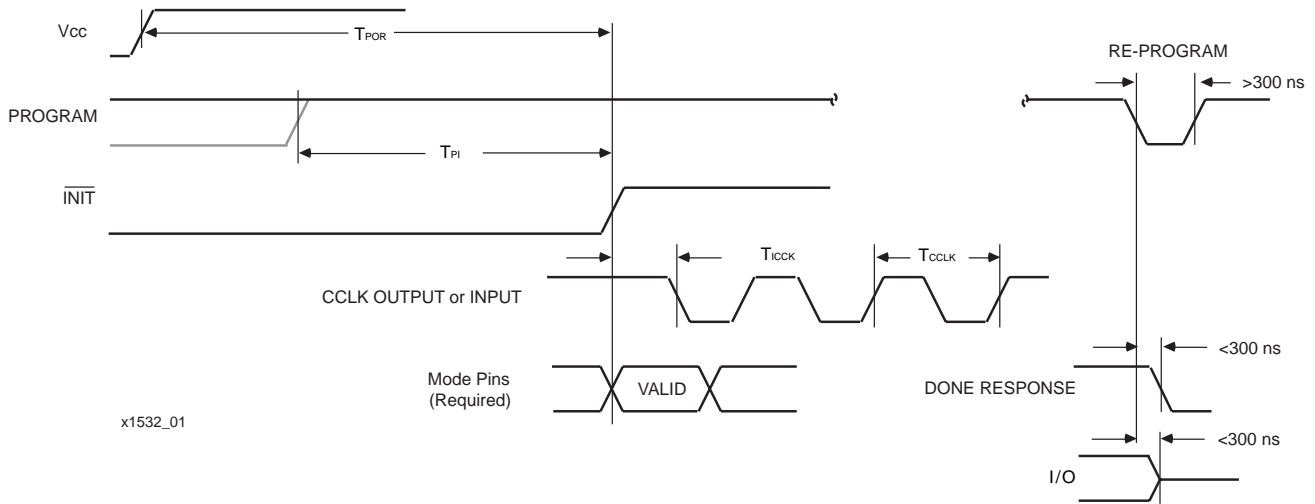 Vcc
TPOR
RE-PROGRAM
>300 ns
PROGRAM
TPI
INIT
TICCK
TCCLK
CCLK OUTPUT or INPUT
<300 ns
Mode Pins
(Required)
VALID
DONE RESPONSE
x1532_01
<300 ns
I/O